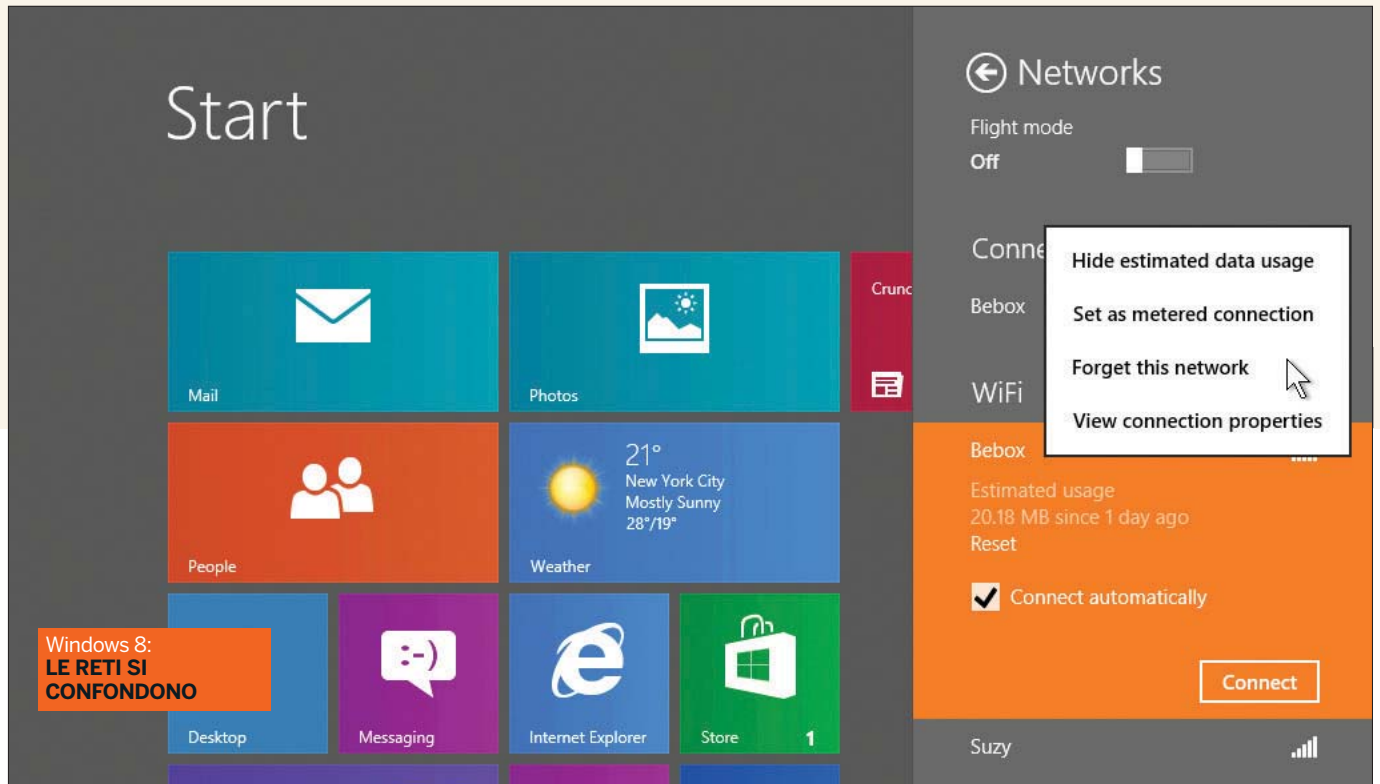 Start
Mail
Photos
Crunc
People
21°
New York City
Mostly Sunny
28°/19°
Weather
Windows 8:
LE RETI SI
CONFONDONO
Desktop
:-)
Messaging
Internet Explorer
Store 1
Networks
Flight mode
Off
Conne
Bebox
Hide estimated data usage
Set as metered connection
Forget this network
View connection properties
WiFi
Bebox
Estimated usage
20.18 MB since 1 day ago
Reset
Connect automatically
Connect
Suzy